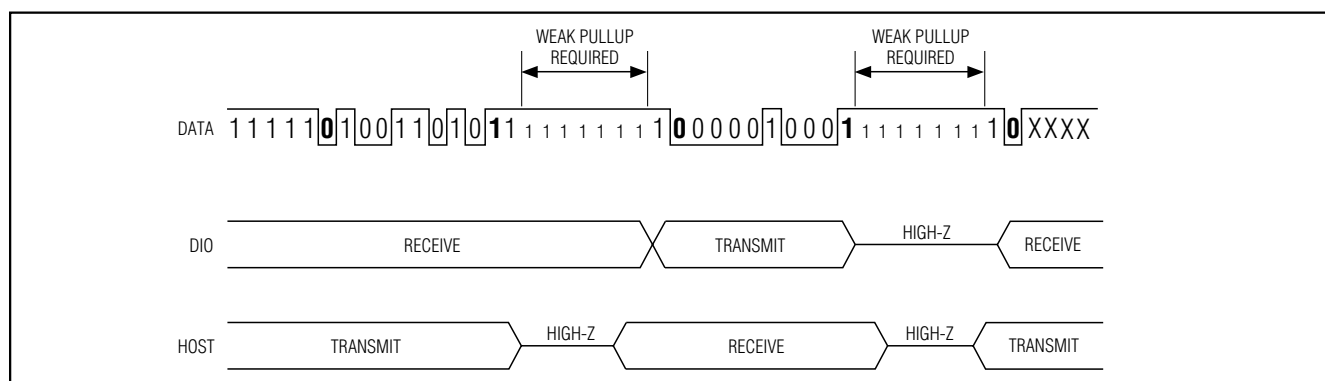 WEAK PULLUP
REQUIRED
WEAK PULLUP
REQUIRED
DATA 1 1 1 1 1 0 1 0 0 1 1 0 1 0 1 1 1 1 1 1 1 1 1 1 0 0 0 0 0 1 0 0 0 1 1 1 1 1 1 1 1 1 0 X X X X
DIO RECEIVE TRANSMIT HIGH-Z RECEIVE
HOST TRANSMIT HIGH-Z RECEIVE HIGH-Z TRANSMIT